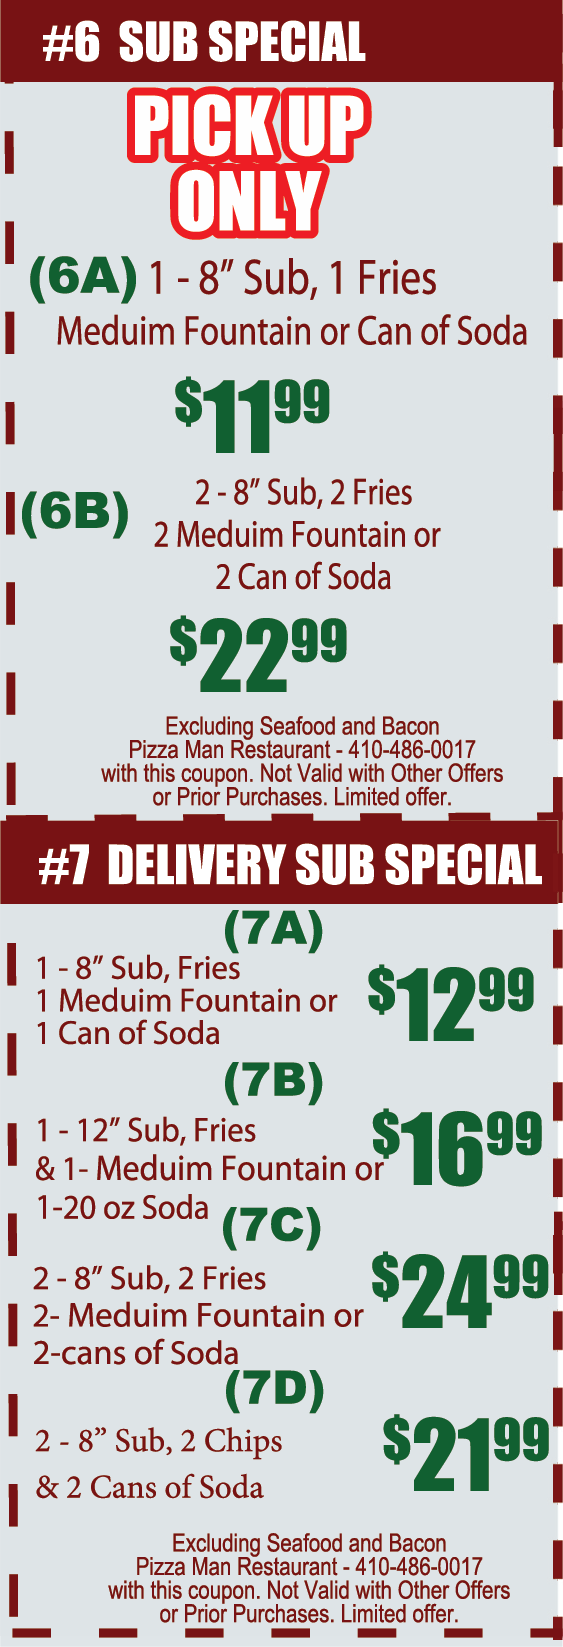 #6 SUB SPECIAL
PICK UP
ONLY
(6A) 1 - 8” Sub, 1 Fries
Meduim Fountain or Can of Soda
$11.99
(6B)
2 - 8” Sub, 2 Fries
2 Meduim Fountain or
2 Can of Soda
$22.99
Excluding Seafood and Bacon
Pizza Man Restaurant - 410-486-0017
with this coupon. Not Valid with Other Offers
or Prior Purchases. Limited offer.
#7 DELIVERY SUB SPECIAL
(7A)
1 - 8” Sub, Fries
1 Meduim Fountain or
1 Can of Soda
$12.99
(7B)
1 - 12” Sub, Fries
& 1- Meduim Fountain or
1-20 oz Soda
$16.99
(7C)
2 - 8” Sub, 2 Fries
2- Meduim Fountain or
2-cans of Soda
$24.99
(7D)
2 - 8” Sub, 2 Chips
& 2 Cans of Soda
$21.99
Excluding Seafood and Bacon
Pizza Man Restaurant - 410-486-0017
with this coupon. Not Valid with Other Offers
or Prior Purchases. Limited offer.